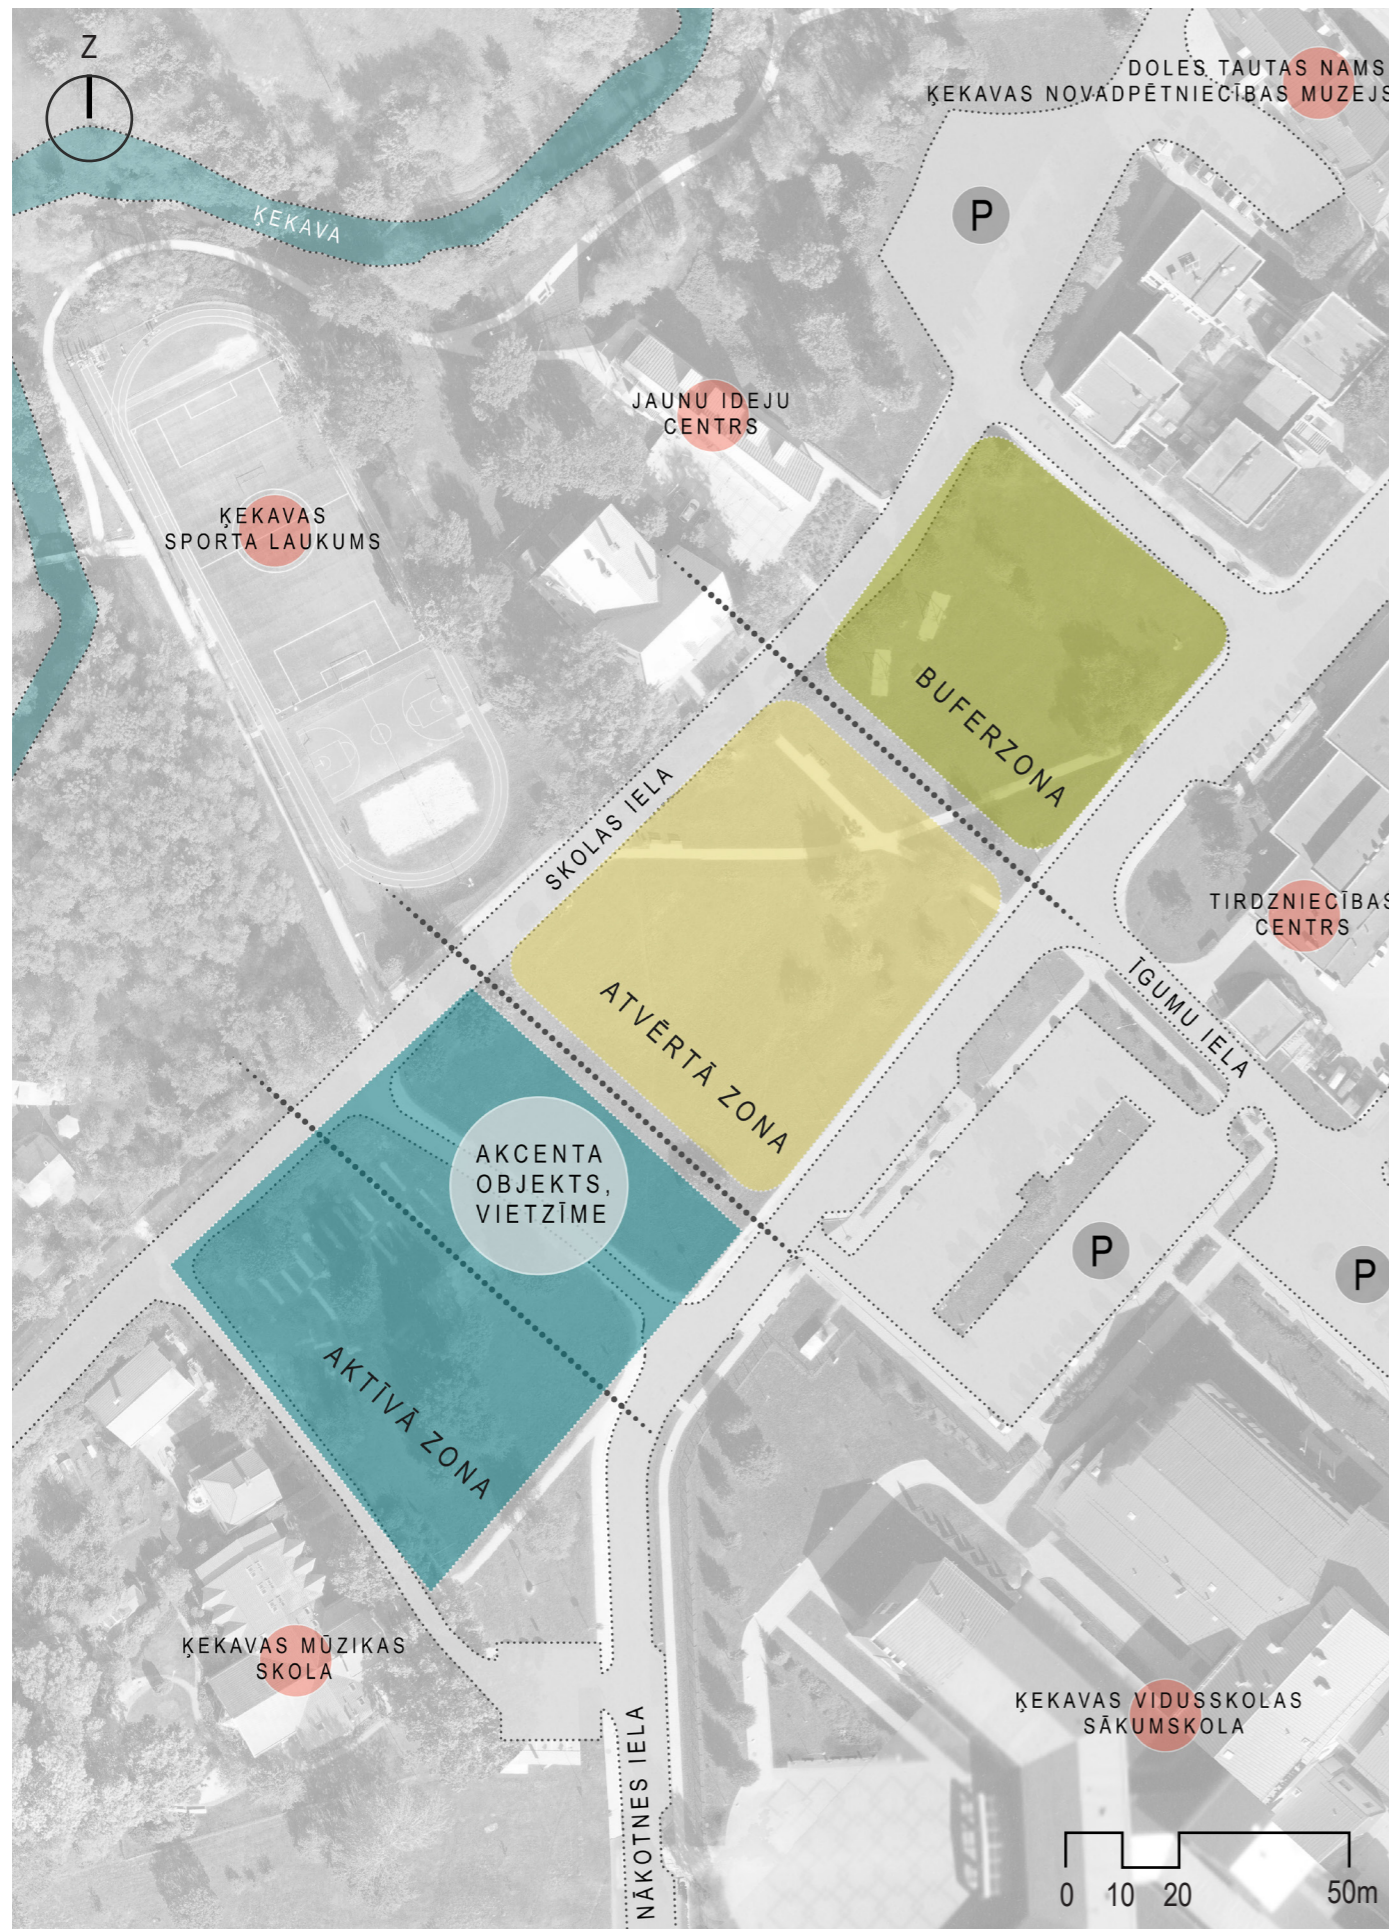 Z
DOLES TAUTAS NAMS
ĶEKAVAS NOVADPĒTNIECĪBAS MUZEJS
P
ĶEKAVA
JAUNU IDEJU
CENTRS
ĶEKAVAS
SPORTA LAUKUMS
BUFERZONA
SKOLAS IELA
TIRDZNIECĪBAS
CENTRS
ATVĒRTĀ ZONA
ĪGUMU IELA
AKCENTA
OBJEKTS,
VIETZĪME
P
P
AKTĪVĀ ZONA
ĶEKAVAS MŪZIKAS
SKOLA
ĶEKAVAS VIDUSSKOLAS
SĀKUMSKOLA
NĀKOTNES IELA
0 10 20 50m